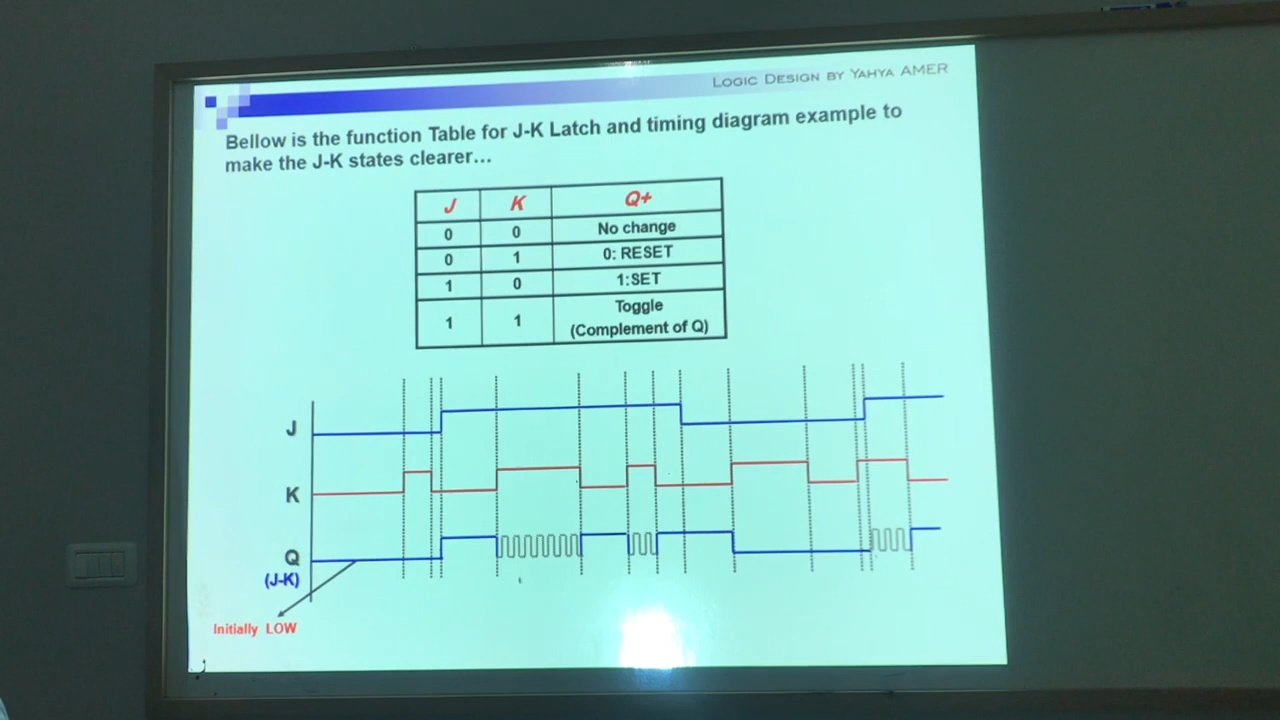 LOGIC DESIGN BY YAHYA AMER
Bellow is the function Table for J-K Latch and timing diagram example to
make the J-K states clearer...
J K Q+
0 0 No change
0 1 0: RESET
1 0 1:SET
1 1 Toggle
(Complement of Q)
J
K
Q
(J-K)
Initially LOW